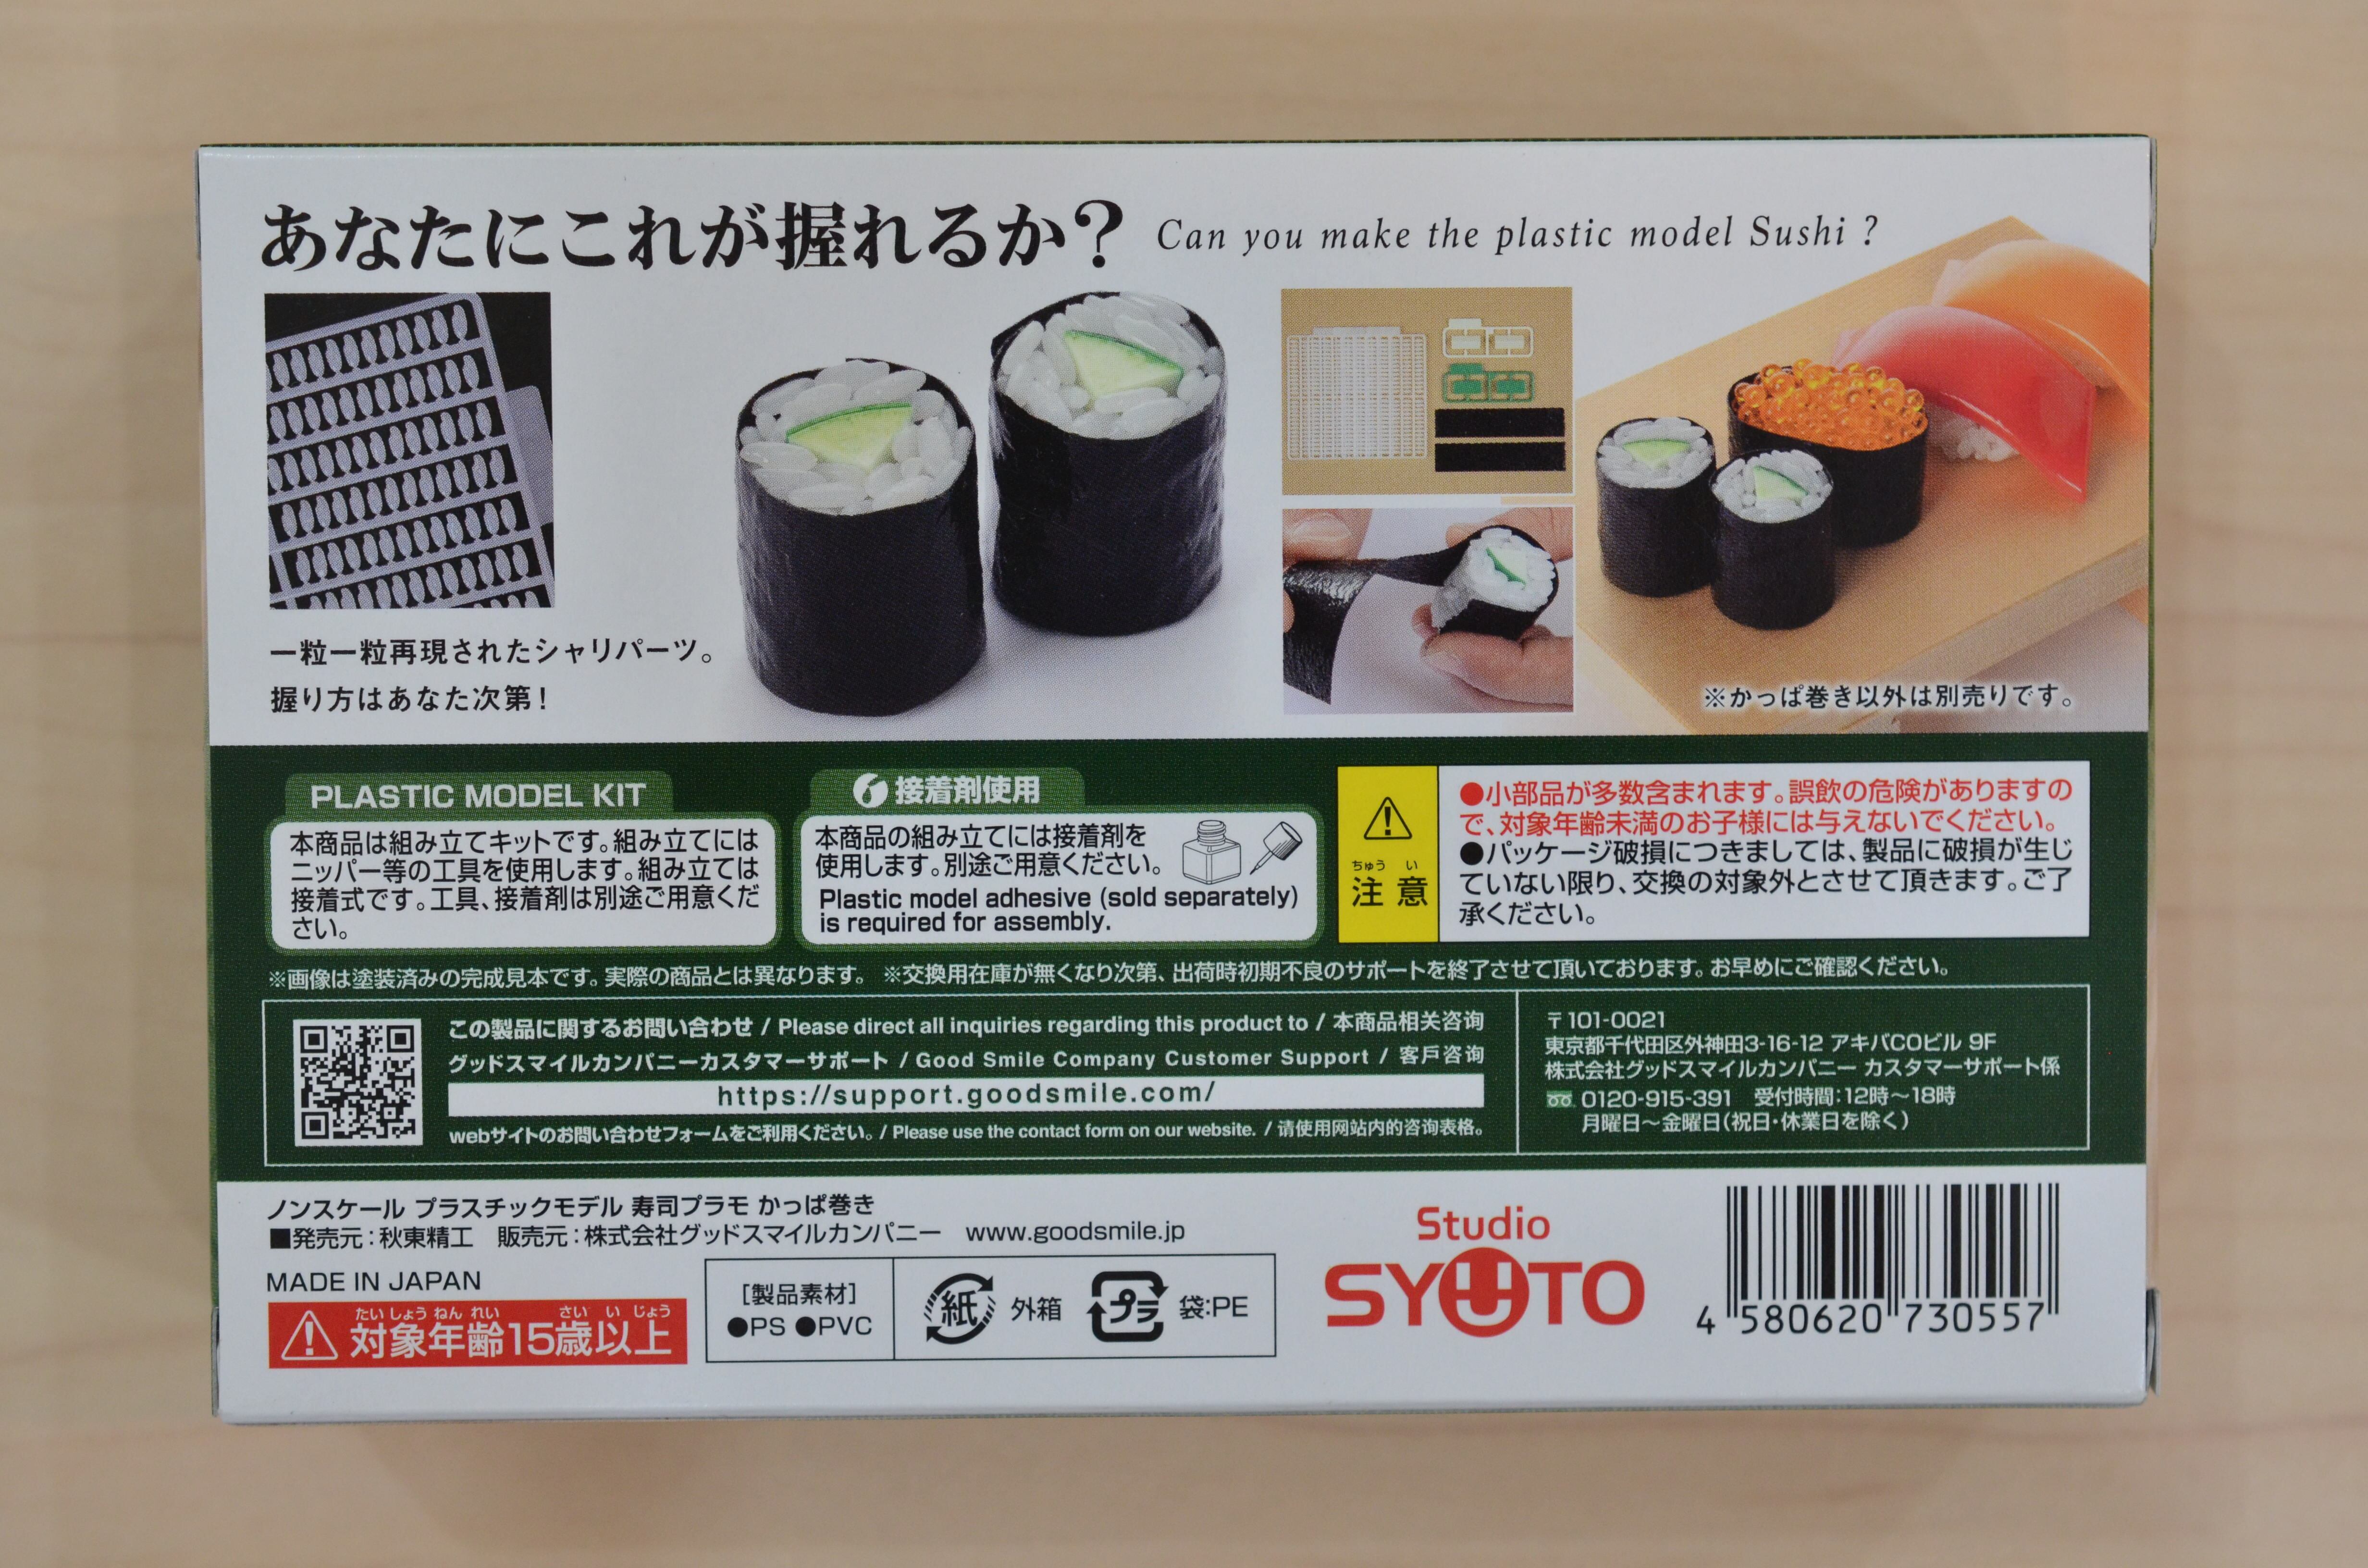 あなたにこれが握れるか? Can you make the plastic model Sushi ?
一粒一粒再現されたシャリパーツ。
握り方はあなた次第!
※かっぱ巻き以外は別売りです。
PLASTIC MODEL KIT
本商品は組み立てキットです。組み立てには
ニッパー等の工具を使用します。組み立ては
接着式です。工具、接着剤は別途ご用意くだ
さい。
接着剤使用
本商品の組み立てには接着剤を
使用します。別途ご用意ください。
Plastic model adhesive (sold separately)
is required for assembly.
ちゅう い
注意
●小部品が多数含まれます。誤飲の危険がありますの
で、対象年齢未満のお子様には与えないでください。
●パッケージ破損につきましては、製品に破損が生じ
ていない限り、交換の対象外とさせて頂きます。ご了
承ください。
※画像は塗装済みの完成見本です。実際の商品とは異なります。 ※交換用在庫が無くなり次第、出荷時初期不良のサポートを終了させて頂いております。お早めにご確認ください。
この製品に関するお問い合わせ / Please direct all inquiries regarding this product to / 本商品相关咨询
グッドスマイルカンパニーカスタマーサポート / Good Smile Company Customer Support / 客戶咨询
https://support.goodsmile.com/
webサイトのお問い合わせフォームをご利用ください。 / Please use the contact form on our website. / 请使用网站内的咨询表格。
〒101-0021
東京都千代田区外神田3-16-12 アキバCOビル 9F
株式会社グッドスマイルカンパニー カスタマーサポート係
0120-915-391 受付時間:12時～18時
月曜日～金曜日(祝日・休業日を除く)
ノンスケール プラスチックモデル 寿司プラモ かっぱ巻き
■発売元:秋東精工 販売元:株式会社グッドスマイルカンパニー www.goodsmile.jp
MADE IN JAPAN
たいしょうねんれい さい い じょう
対象年齢15歳以上
[製品素材]
●PS ●PVC
紙 外箱
プラ 袋:PE
Studio
SYUTO
4 580620 730557